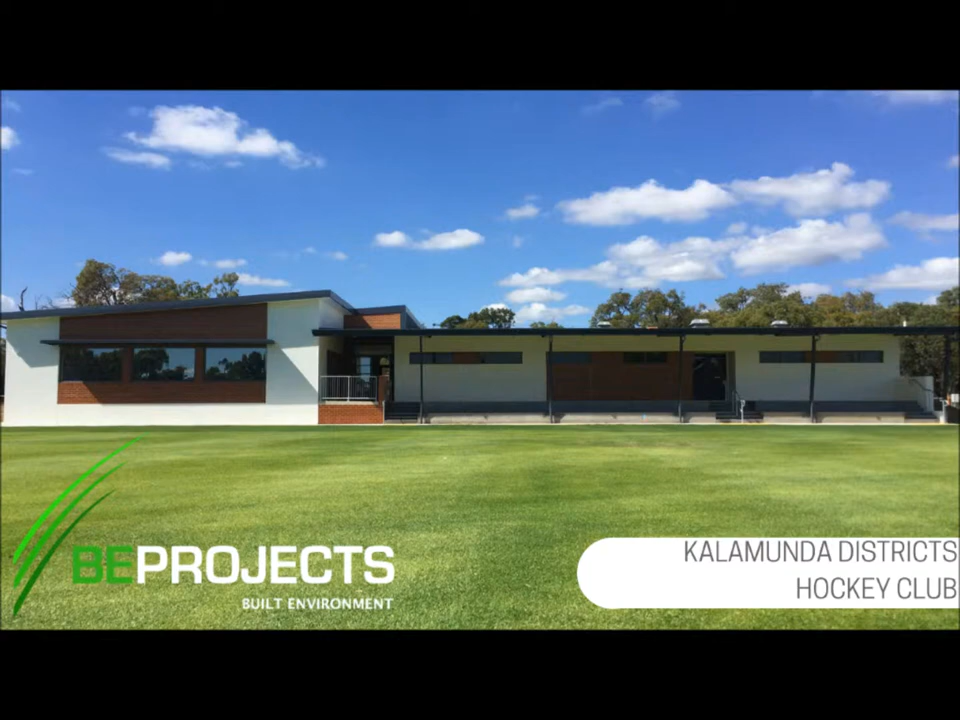 BEPROJECTS
BUILT ENVIRONMENT
KALAMUNDA DISTRICTS
HOCKEY CLUB